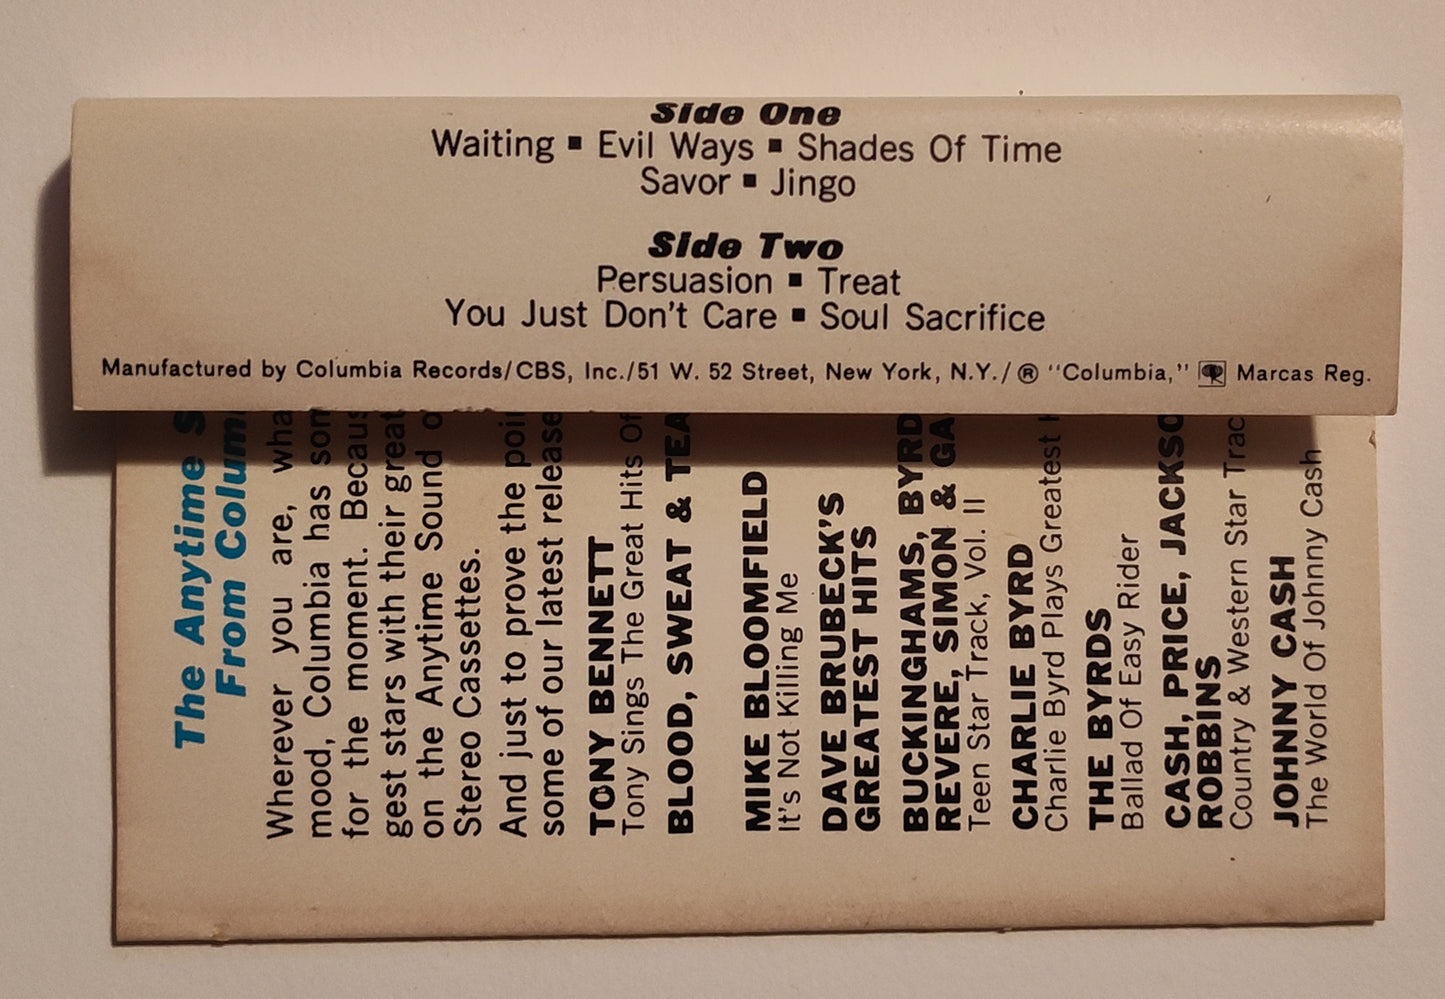 Side One
Waiting ▪ Evil Ways ▪ Shades Of Time
Savor ▪ Jingo
Side Two
Persuasion ▪ Treat
You Just Don't Care ▪ Soul Sacrifice
Manufactured by Columbia Records/CBS, Inc./51 W. 52 Street, New York, N.Y./® "Columbia," Marcas Reg.
The Anytime S
From Colum
Wherever you are, wha
mood, Columbia has som
for the moment. Becaus
gest stars with their great
on the Anytime Sound o
Stereo Cassettes.
And just to prove the poi
some of our latest release
TONY BENNETT
Tony Sings The Great Hits Of
BLOOD, SWEAT & TEA
MIKE BLOOMFIELD
It's Not Killing Me
DAVE BRUBECK'S
GREATEST HITS
BUCKINGHAMS, BYRD
REVERE, SIMON & GA
Teen Star Track, Vol. II
CHARLIE BYRD
Charlie Byrd Plays Greatest
THE BYRDS
Ballad Of Easy Rider
CASH, PRICE, JACKSO
ROBBINS
Country & Western Star Trac
JOHNNY CASH
The World Of Johnny Cash